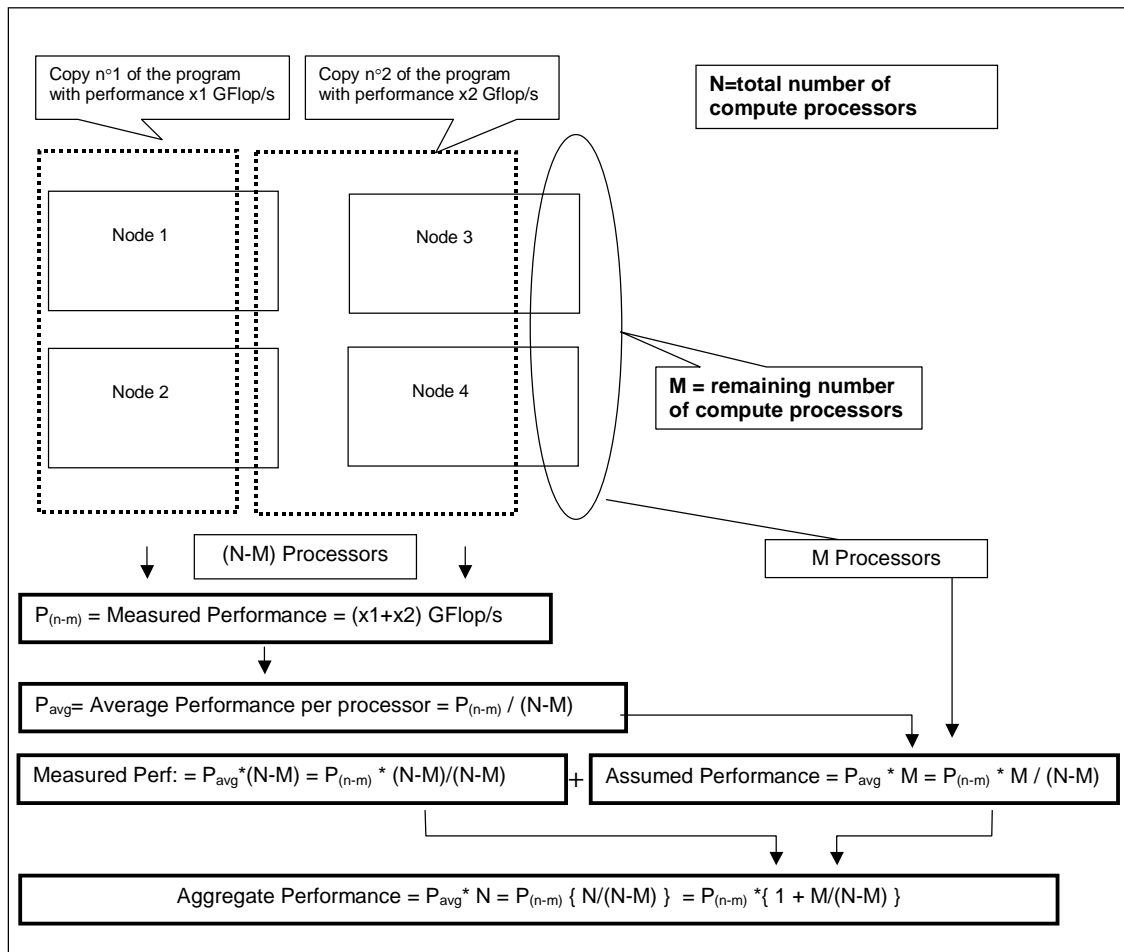 Copy n°1 of the program
with performance x1 GFlop/s
Copy n°2 of the program
with performance x2 Gflop/s
N=total number of
compute processors
Node 1
Node 3
Node 2
Node 4
M = remaining number
of compute processors
(N-M) Processors
M Processors
P(n-m) = Measured Performance = (x1+x2) GFlop/s
Pavg= Average Performance per processor = P(n-m) / (N-M)
Measured Perf: = Pavg*(N-M) = P(n-m) * (N-M)/(N-M)
+
Assumed Performance = Pavg * M = P(n-m) * M / (N-M)
Aggregate Performance = Pavg* N = P(n-m) { N/(N-M) } = P(n-m) *{ 1 + M/(N-M) }